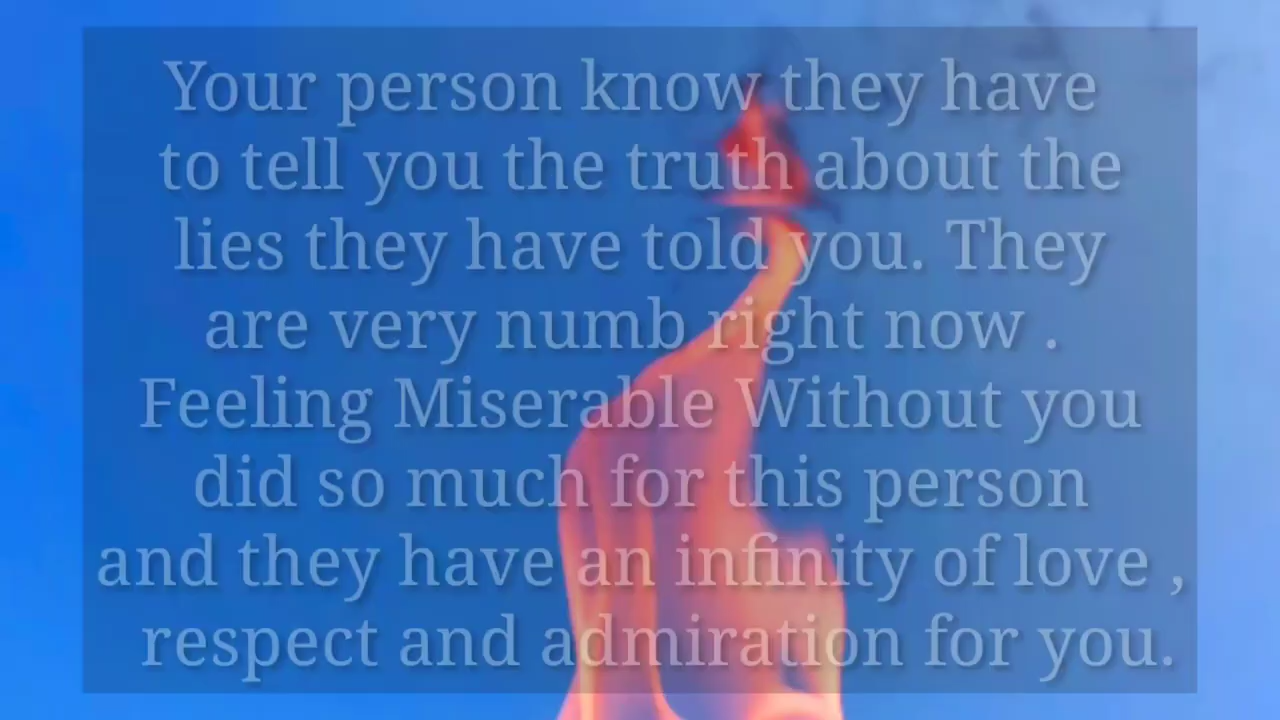 Your person know they have
to tell you the truth about the
lies they have told you. They
are very numb right now .
Feeling Miserable Without you
did so much for this person
and they have an infinity of love ,
respect and admiration for you.